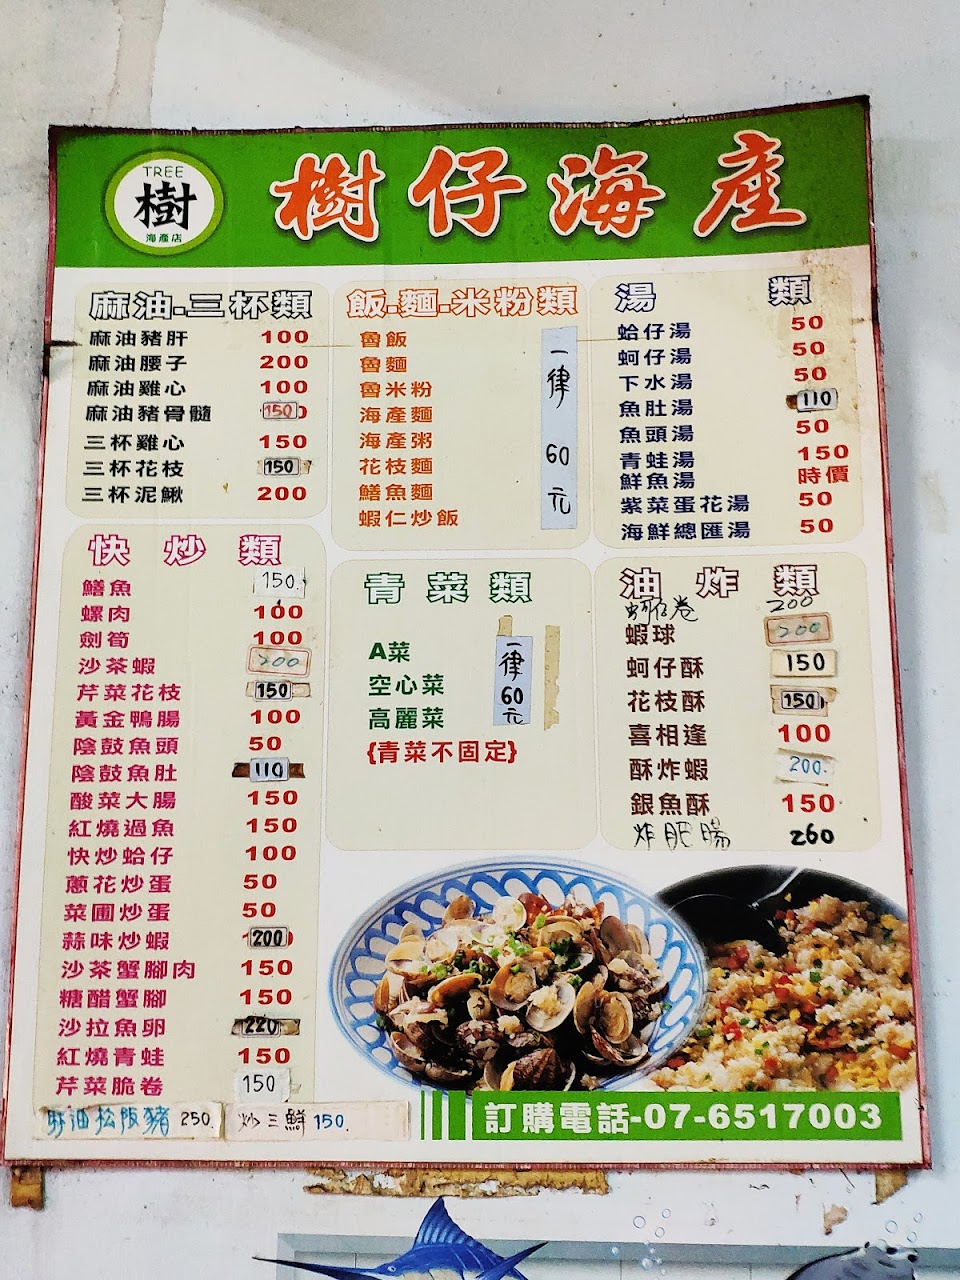 TREE
樹
海產店
樹仔海產
麻油-三杯類
麻油豬肝 100
麻油腰子 200
麻油雞心 100
麻油豬骨髓 150
三杯雞心 150
三杯花枝 150
三杯泥鰍 200
飯-麵-米粉類
魯飯
魯麵
魯米粉
海產麵
海產粥
花枝麵
鱔魚麵
蝦仁炒飯
一律 60 元
湯 類
蛤仔湯 50
蚵仔湯 50
下水湯 50
魚肚湯 110
魚頭湯 50
青蛙湯 150
鮮魚湯 時價
紫菜蛋花湯 50
海鮮總匯湯 50
快炒類
鱔魚 150.
螺肉 100
劍筍 100
沙茶蝦 200
芹菜花枝 150
黃金鴨腸 100
陰鼓魚頭 50
陰鼓魚肚 110
酸菜大腸 150
紅燒過魚 150
快炒蛤仔 100
蔥花炒蛋 50
菜圃炒蛋 50
蒜味炒蝦 200
沙茶蟹腳肉 150
糖醋蟹腳 150
沙拉魚卵 220
紅燒青蛙 150
芹菜脆卷 150
麻油松阪豬 250. 炒三鮮 150.
青菜類
A菜
空心菜
高麗菜
一律 60 元
{青菜不固定}
油炸類
蚵仔卷 200
蝦球 200
蚵仔酥 150
花枝酥 150
喜相逢 100
酥炸蝦 200.
銀魚酥 150
炸肥腸 260
訂購電話-07-6517003